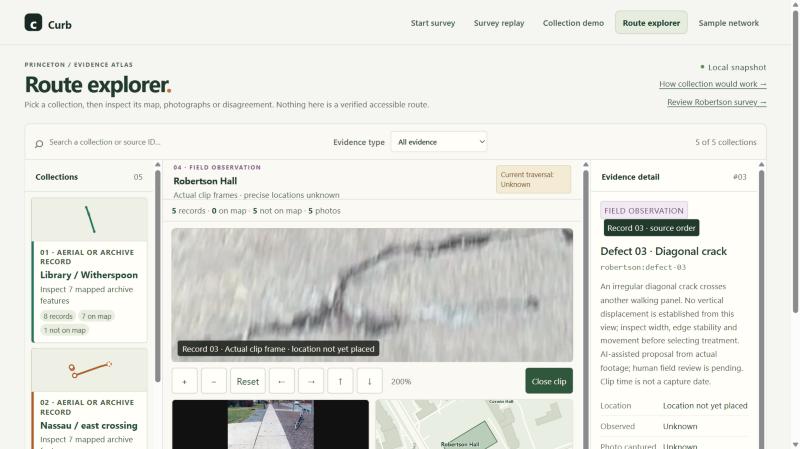 c Curb
Start survey
Survey replay
Collection demo
Route explorer
Sample network
PRINCETON / EVIDENCE ATLAS
Route explorer.
Pick a collection, then inspect its map, photographs or disagreement. Nothing here is a verified accessible route.
Local snapshot
How collection would work →
Review Robertson survey →
Search a collection or source ID...
Evidence type
All evidence
5 of 5 collections
Collections 05
01 · AERIAL OR ARCHIVE
RECORD
Library / Witherspoon
Inspect 7 mapped archive
features
8 records
7 on map
1 not on map
02 · AERIAL OR ARCHIVE
RECORD
Nassau / east crossing
Inspect 7 mapped archive
04 · FIELD OBSERVATION
Robertson Hall
Actual clip frames · precise locations unknown
Current traversal:
Unknown
5 records · 0 on map · 5 not on map · 5 photos
Record 03 · Actual clip frame · location not yet placed
+
−
Reset
←
→
↑
↓
200%
Close clip
Corwin Hall
Robertson Hall
Evidence detail #03
FIELD OBSERVATION
Record 03 · source order
Defect 03 · Diagonal crack
robertson:defect-03
An irregular diagonal crack crosses
another walking panel. No vertical
displacement is established from this
view; inspect width, edge stability and
movement before selecting treatment.
AI-assisted proposal from actual
footage; human field review is pending.
Clip time is not a capture date.
Location Location not yet placed
Observed Unknown
Photo captured Unknown